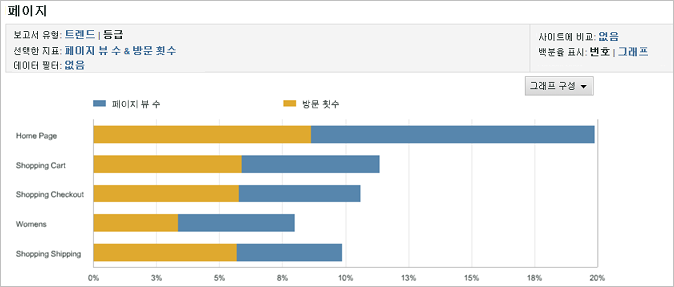 페이지
보고서 유형: 트렌드 | 등급
선택한 지표: 페이지 뷰 수 & 방문 횟수
데이터 필터: 없음
사이트에 비교: 없음
백분율 표시: 번호 | 그래프
그래프 구성
페이지 뷰 수 방문 횟수
Home Page
Shopping Cart
Shopping Checkout
Womens
Shopping Shipping
0% 3% 5% 8% 10% 13% 15% 18% 20%